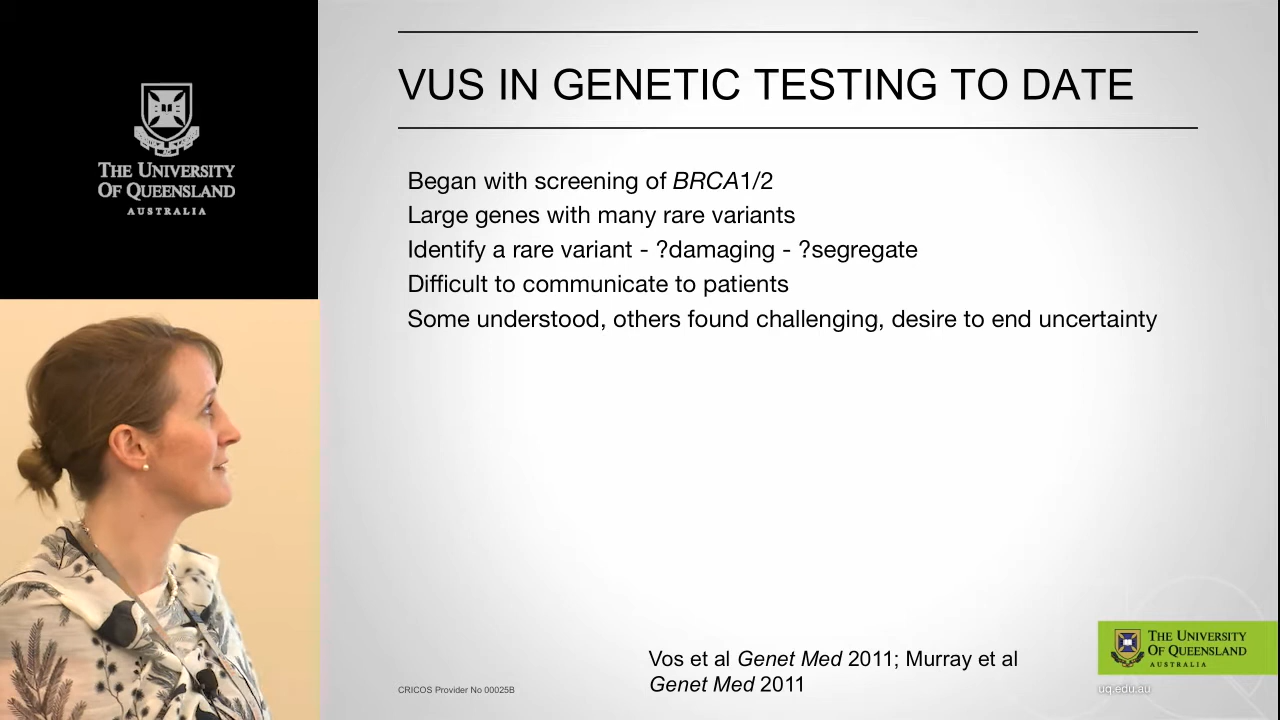 THE UNIVERSITY
OF QUEENSLAND
AUSTRALIA
VUS IN GENETIC TESTING TO DATE
Began with screening of BRCA1/2
Large genes with many rare variants
Identify a rare variant - ?damaging - ?segregate
Difficult to communicate to patients
Some understood, others found challenging, desire to end uncertainty
Vos et al Genet Med 2011; Murray et al
Genet Med 2011
CRICOS Provider No 00025B
THE UNIVERSITY
OF QUEENSLAND
AUSTRALIA
uq.edu.au